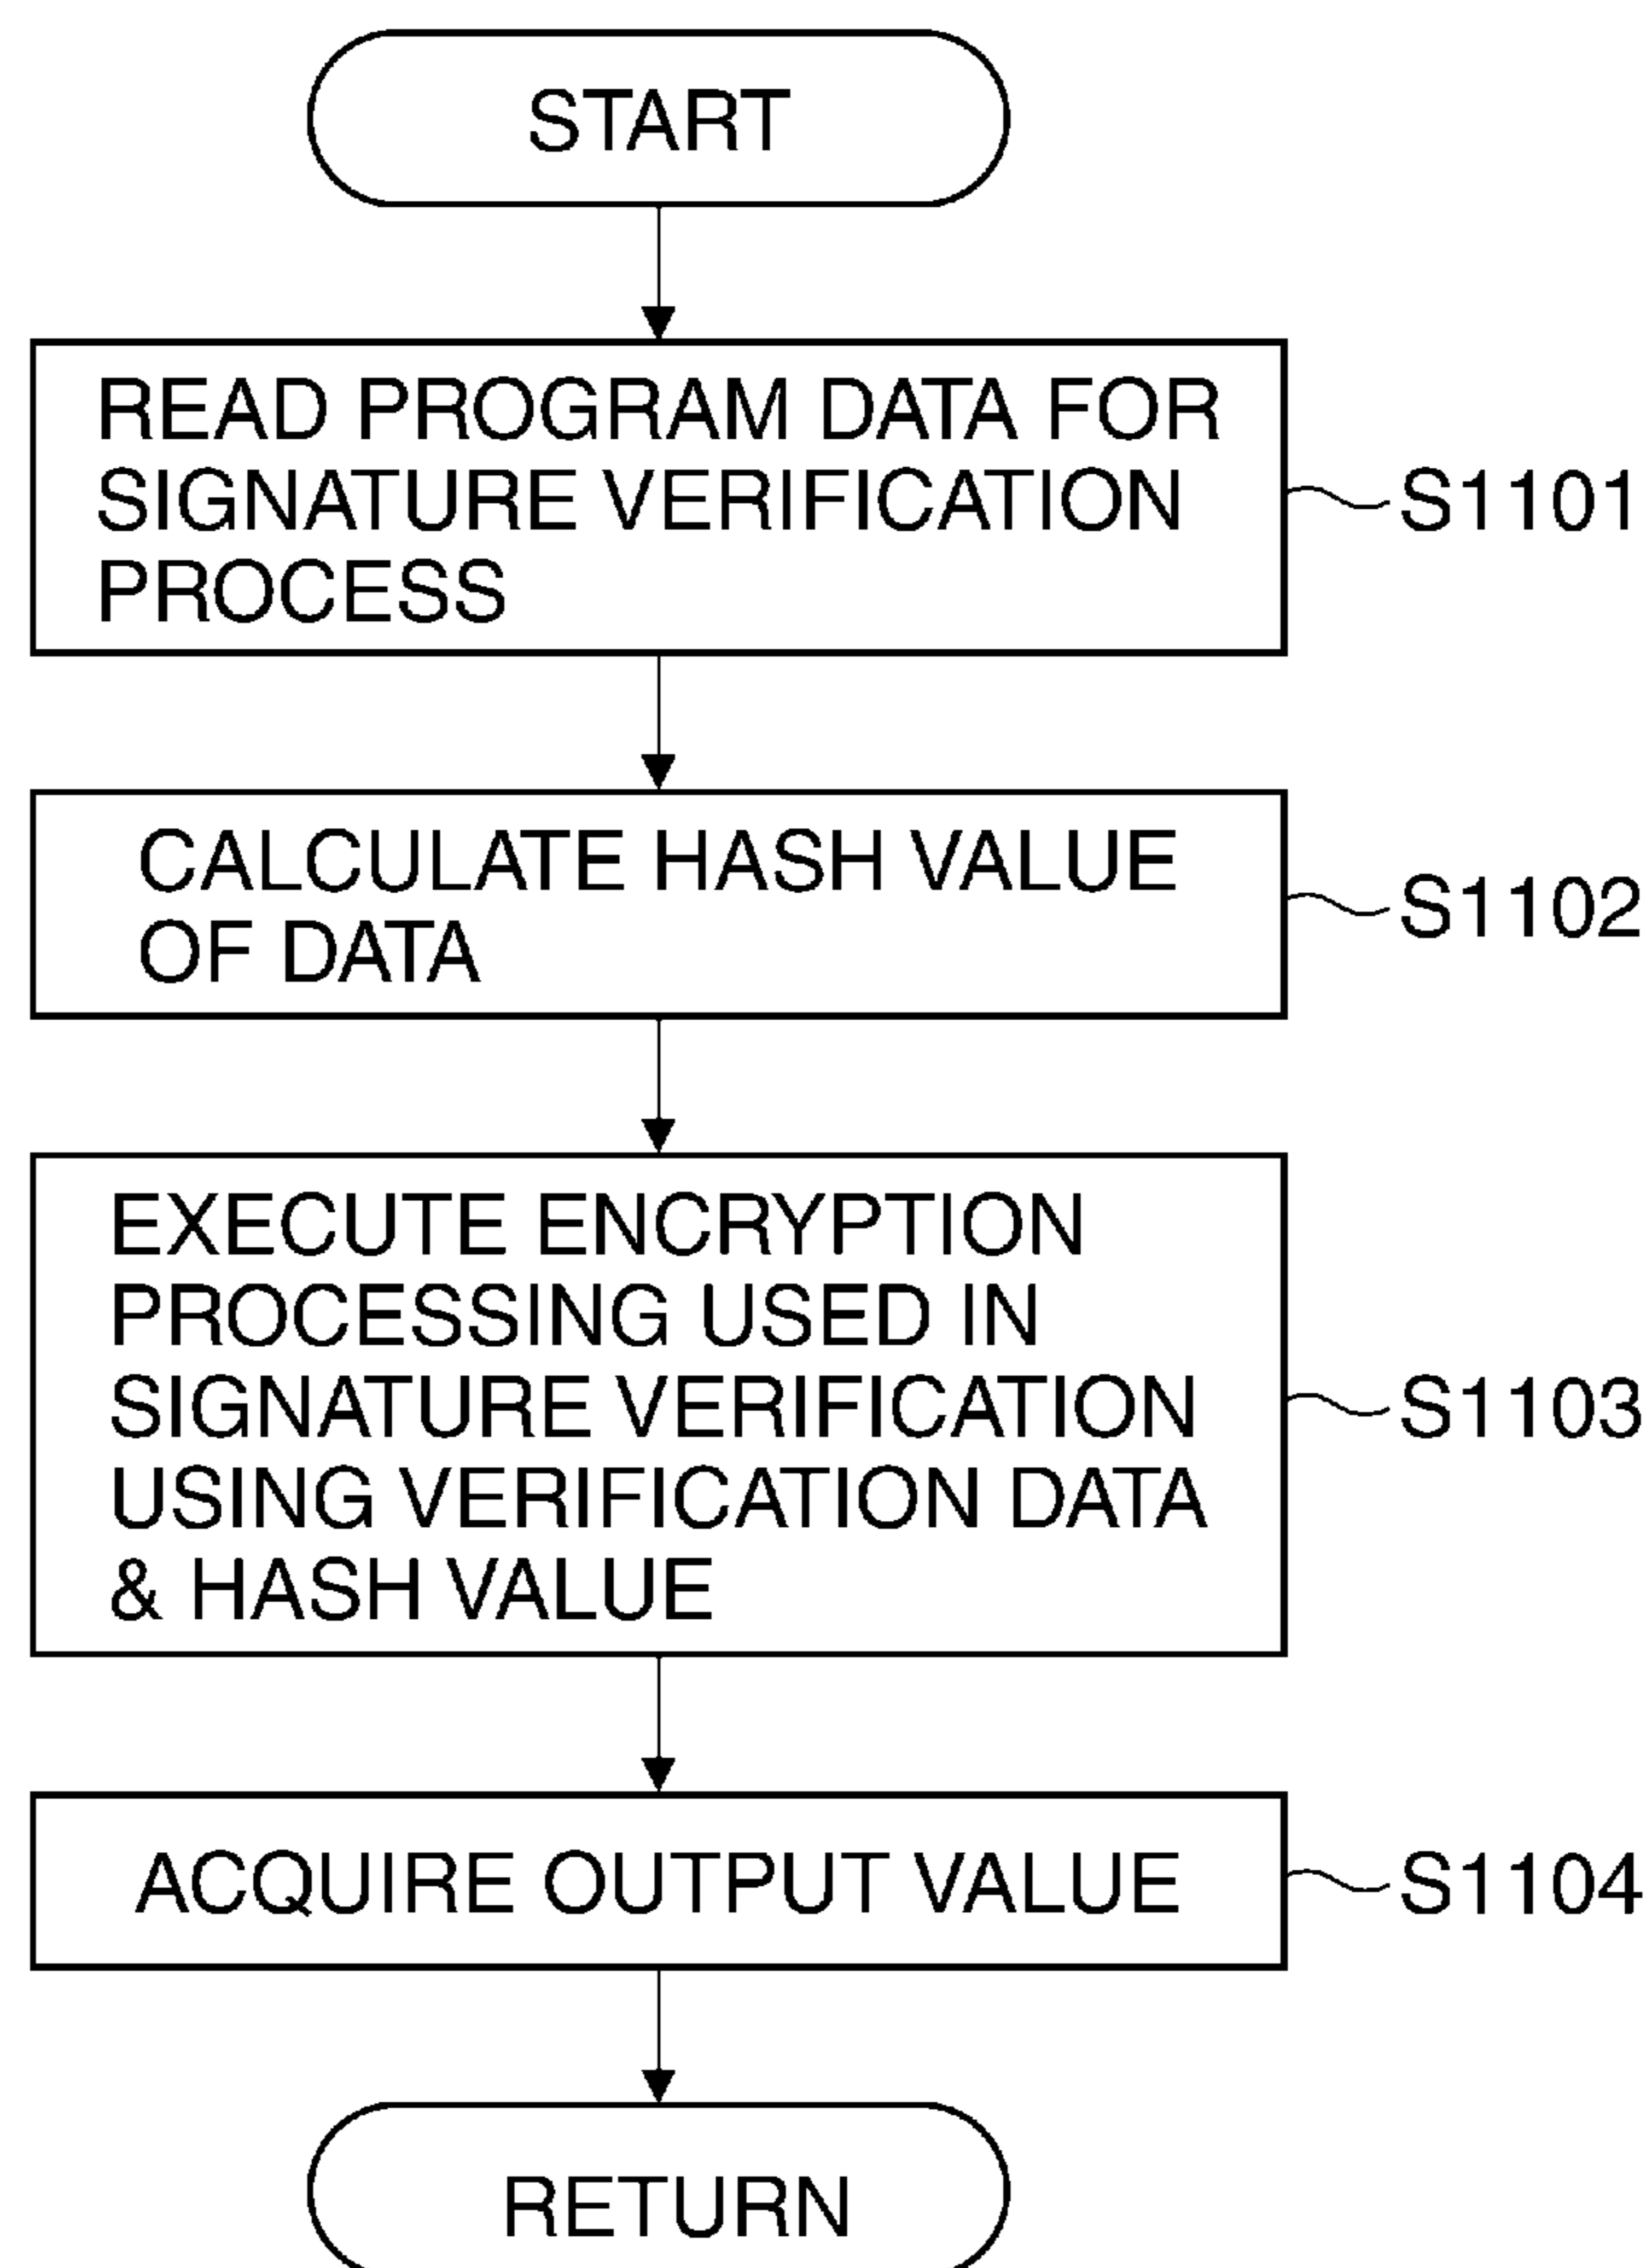 START
READ PROGRAM DATA FOR
SIGNATURE VERIFICATION
PROCESS
S1101
CALCULATE HASH VALUE
OF DATA
S1102
EXECUTE ENCRYPTION
PROCESSING USED IN
SIGNATURE VERIFICATION
USING VERIFICATION DATA
& HASH VALUE
S1103
ACQUIRE OUTPUT VALUE
S1104
RETURN